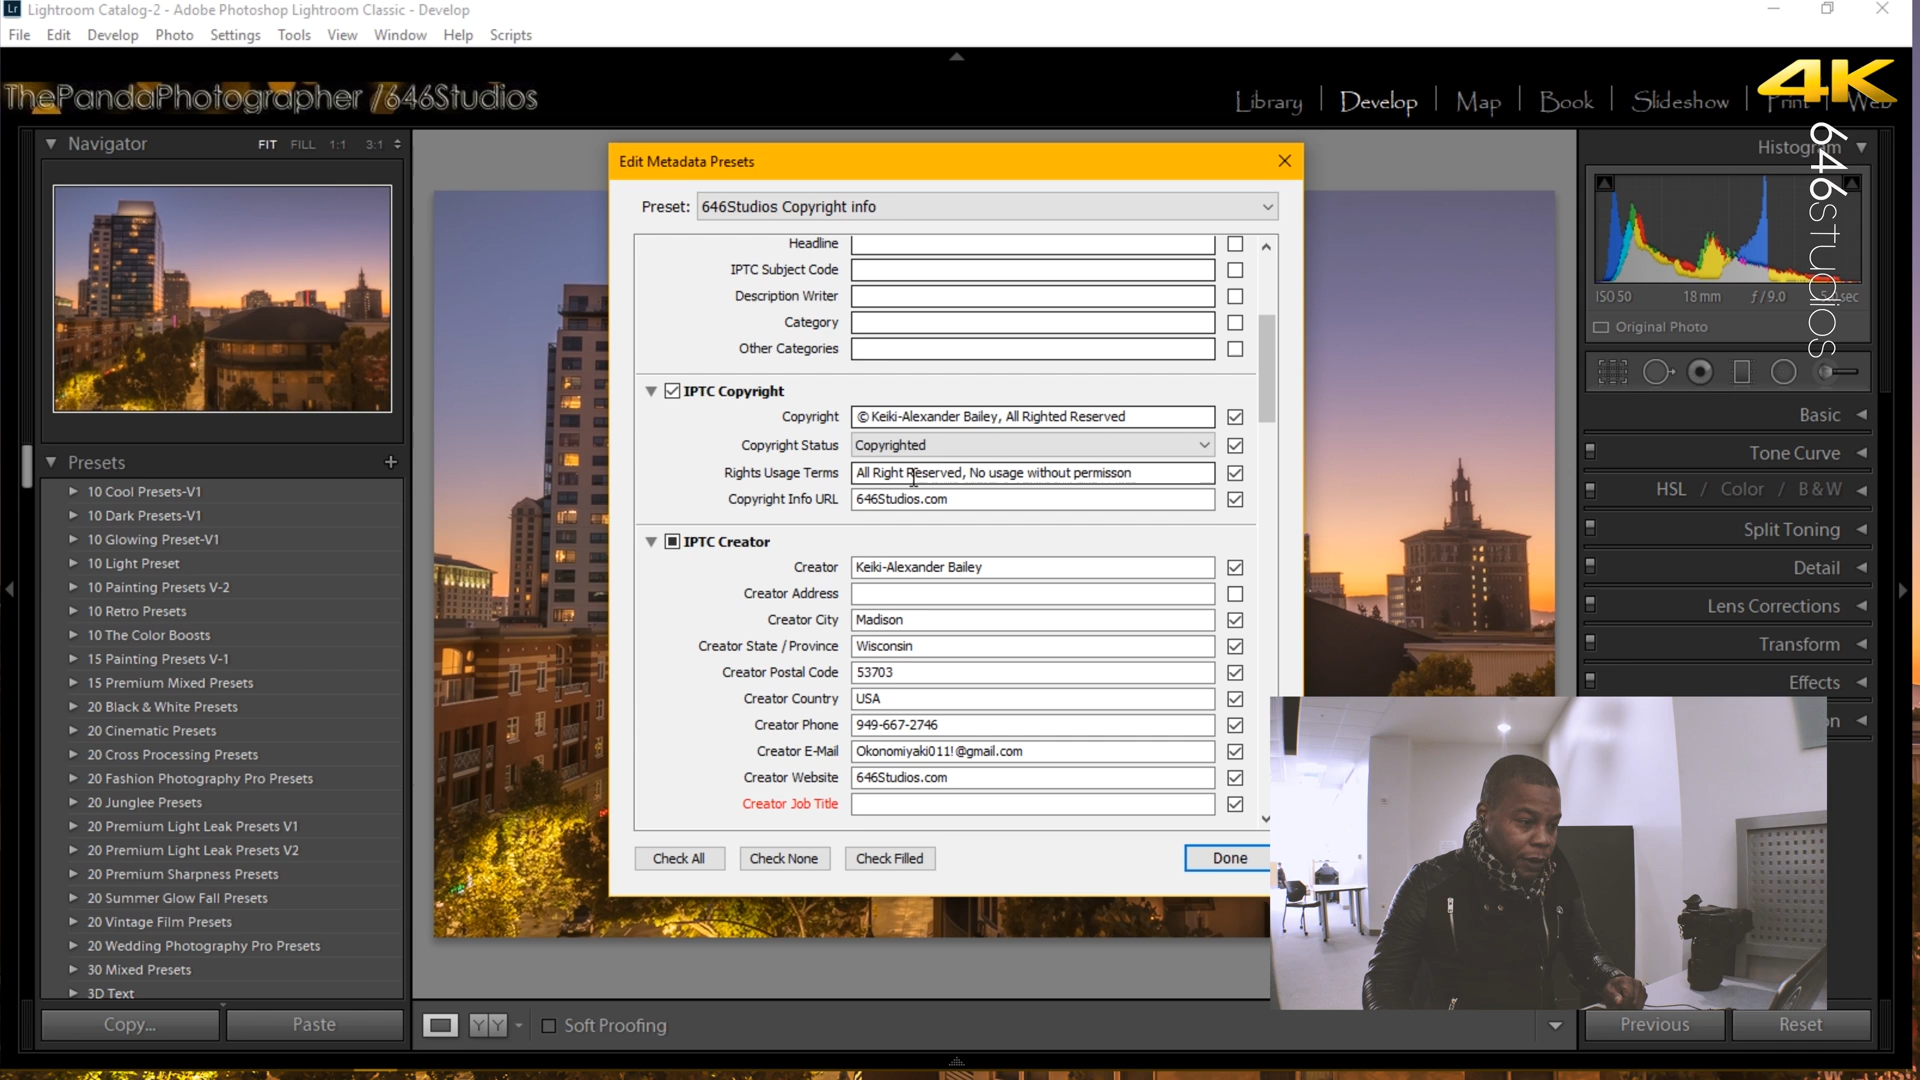 Lr Lightroom Catalog-2 - Adobe Photoshop Lightroom Classic - Develop
File Edit Develop Photo Settings Tools View Window Help Scripts
ThePandaPhotographer /646Studios
Library | Develop | Map | Book | Slideshow | Print | Web
4K
646STUDIOS
Navigator FIT FILL 1:1 3:1
Presets +
10 Cool Presets-V1
10 Dark Presets-V1
10 Glowing Preset-V1
10 Light Preset
10 Painting Presets V-2
10 Retro Presets
10 The Color Boosts
15 Painting Presets V-1
15 Premium Mixed Presets
20 Black & White Presets
20 Cinematic Presets
20 Cross Processing Presets
20 Fashion Photography Pro Presets
20 Junglee Presets
20 Premium Light Leak Presets V1
20 Premium Light Leak Presets V2
20 Premium Sharpness Presets
20 Summer Glow Fall Presets
20 Vintage Film Presets
20 Wedding Photography Pro Presets
30 Mixed Presets
3D Text
Copy... Paste
Edit Metadata Presets
Preset: 646Studios Copyright info
Headline
IPTC Subject Code
Description Writer
Category
Other Categories
IPTC Copyright
Copyright © Keiki-Alexander Bailey, All Righted Reserved
Copyright Status Copyrighted
Rights Usage Terms All Right Reserved, No usage without permisson
Copyright Info URL 646Studios.com
IPTC Creator
Creator Keiki-Alexander Bailey
Creator Address
Creator City Madison
Creator State / Province Wisconsin
Creator Postal Code 53703
Creator Country USA
Creator Phone 949-667-2746
Creator E-Mail Okonomiyaki011!@gmail.com
Creator Website 646Studios.com
Creator Job Title
Check All Check None Check Filled Done
YY Soft Proofing
Histogram
ISO 50 18 mm ƒ / 9.0 sec
Original Photo
Basic
Tone Curve
HSL / Color / B & W
Split Toning
Detail
Lens Corrections
Transform
Effects
Previous Reset